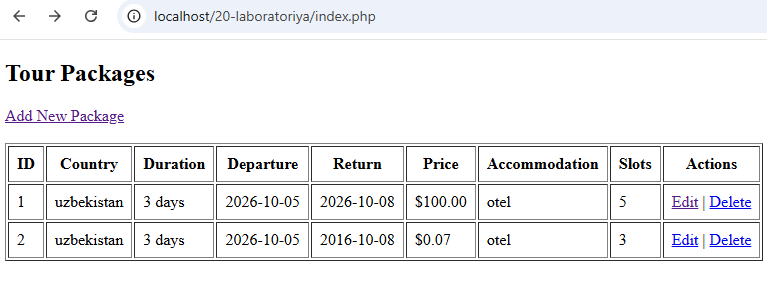 localhost/20-laboratoriya/index.php
Tour Packages
Add New Package
ID Country Duration Departure Return Price Accommodation Slots Actions
1 uzbekistan 3 days 2026-10-05 2026-10-08 $100.00 otel 5 Edit | Delete
2 uzbekistan 3 days 2026-10-05 2016-10-08 $0.07 otel 3 Edit | Delete